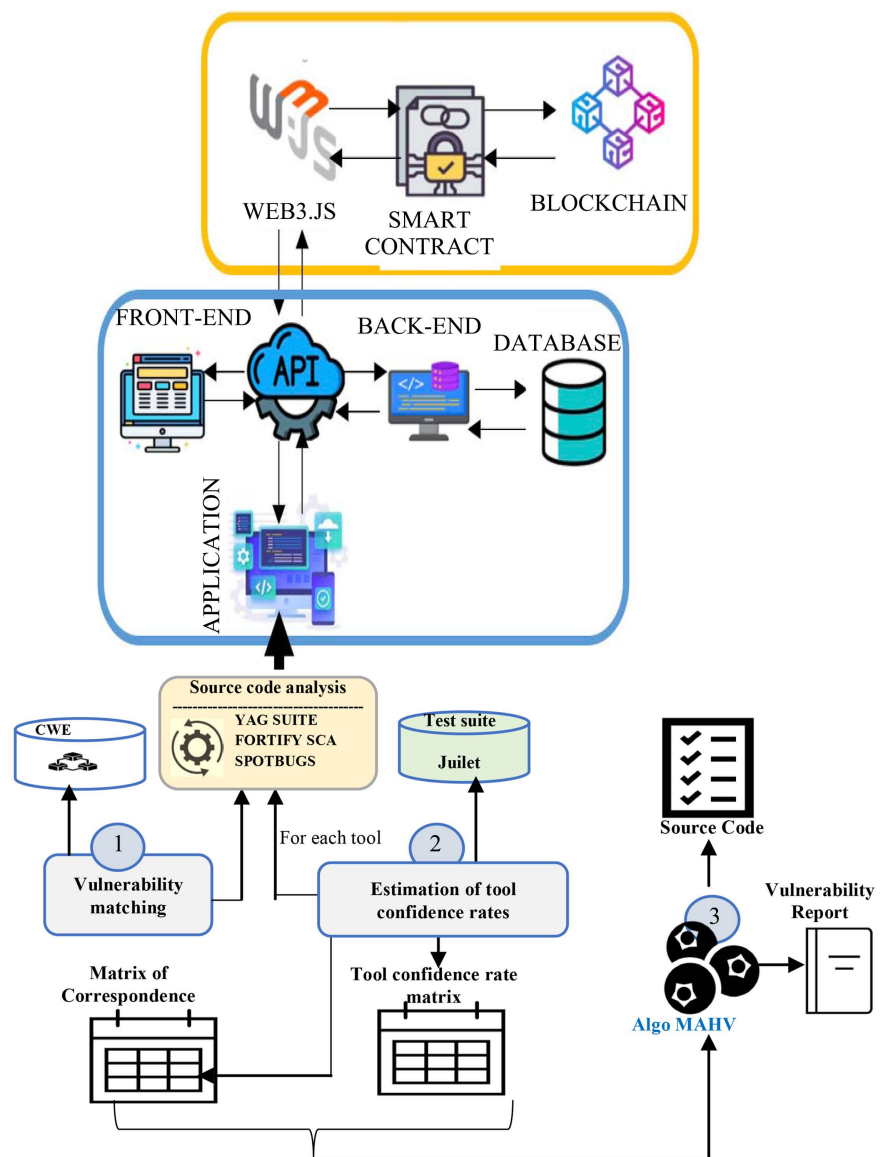 W3JS
WEB3.JS
SMART
CONTRACT
BLOCKCHAIN
FRONT-END
BACK-END
DATABASE
API
</>
APPLICATION
</>
Source code analysis
YAG SUITE
FORTIFY SCA
SPOTBUGS
CWE
Test suite
Juilet
1
Vulnerability
matching
For each tool
2
Estimation of tool
confidence rates
Matrix of
Correspondence
Tool confidence rate
matrix
Source Code
3
Vulnerability
Report
Algo MAHV